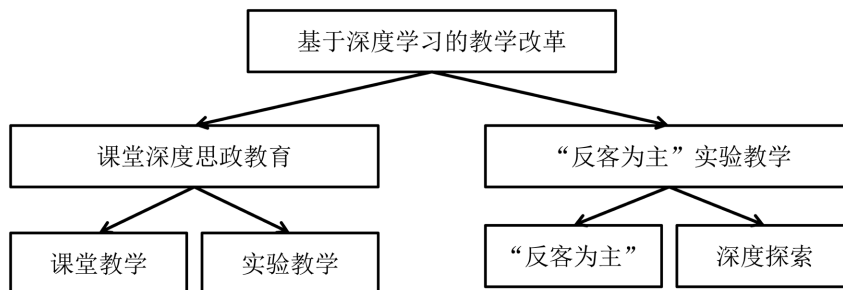 基于深度学习的教学改革
课堂深度思政教育
“反客为主”实验教学
课堂教学
实验教学
“反客为主”
深度探索